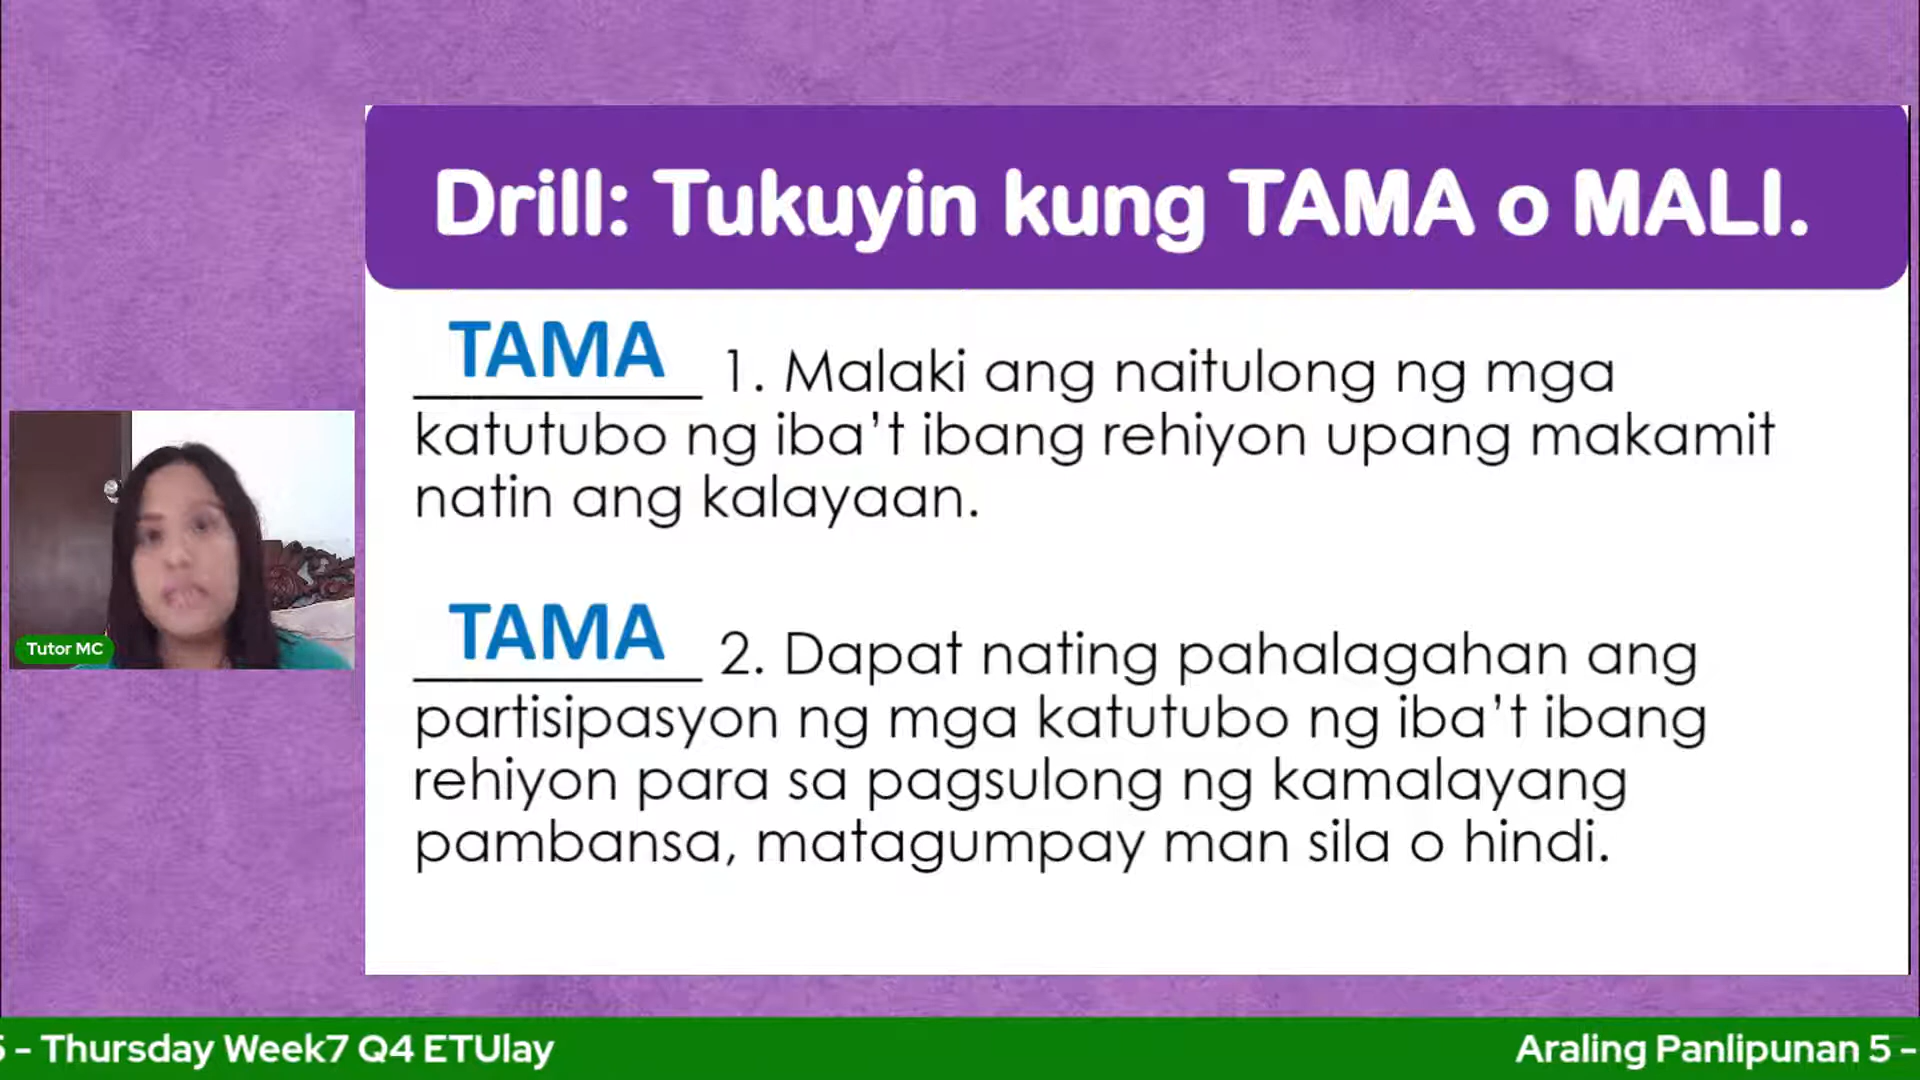 Drill: Tukuyin kung TAMA o MALI.
TAMA
1. Malaki ang naitulong ng mga
katutubo ng iba’t ibang rehiyon upang makamit
natin ang kalayaan.
TAMA
2. Dapat nating pahalagahan ang
partisipasyon ng mga katutubo ng iba’t ibang
rehiyon para sa pagsulong ng kamalayang
pambansa, matagumpay man sila o hindi.
Tutor MC
5 - Thursday Week7 Q4 ETUlay
Araling Panlipunan 5 -